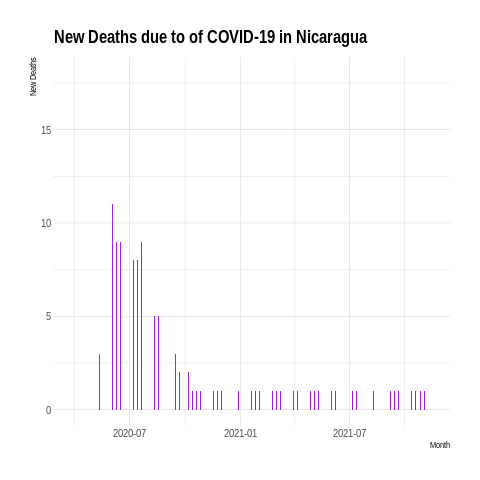 New Deaths due to of COVID-19 in Nicaragua
New Deaths
15
10
5
0
2020-07
2021-01
2021-07
Month